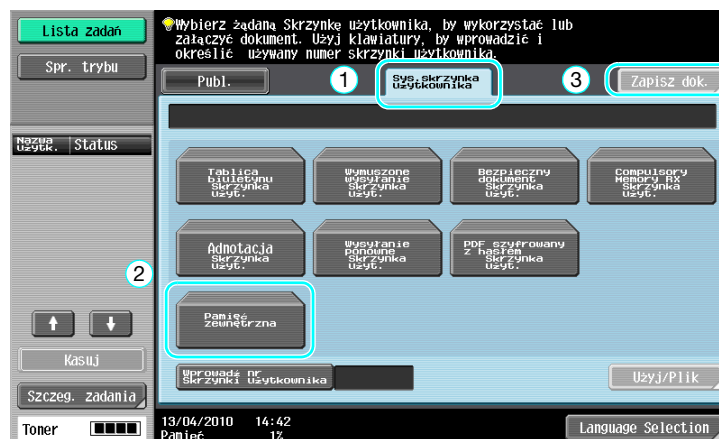 Lista zadań
Spr. trybu
Nazwa użytk.
Status
Kasuj
Szczeg. zadania
Toner
Wybierz żądaną Skrzynkę użytkownika, by wykorzystać lub
załączyć dokument. Użyj klawiatury, by wprowadzić i
określić używany numer skrzynki użytkownika.
Publ.
1
Sys.skrzynka
użytkownika
3
Zapisz dok.
Tablica
biuletynu
Skrzynka
użyt.
Wymuszone
wysyłanie
Skrzynka
użyt.
Bezpieczny
dokument
Skrzynka
użyt.
Compulsory
Memory RX
Skrzynka
użyt.
Adnotacja
Skrzynka
użyt.
Wysyłanie
ponowne
Skrzynka
użyt.
PDF szyfrowany
z hasłem
Skrzynka
użyt.
2
Pamięć
zewnętrzna
Wprowadź nr
Skrzynki użytkownika
Użyj/Plik
13/04/2010 14:42
Pamięć 1%
Language Selection